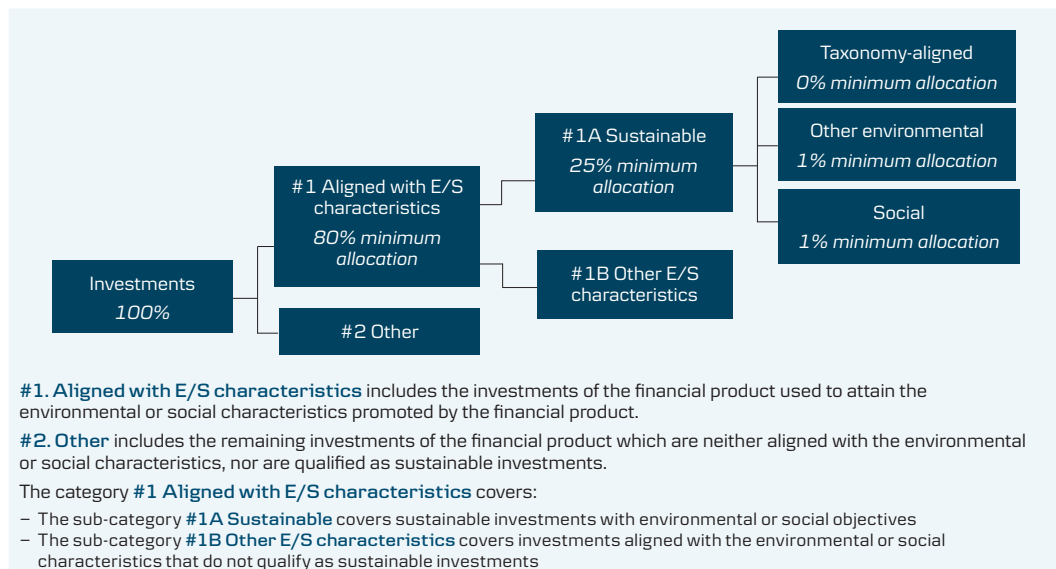 Taxonomy-aligned
0% minimum allocation
#1A Sustainable
25% minimum
allocation
Other environmental
1% minimum allocation
#1 Aligned with E/S
characteristics
80% minimum
allocation
Social
1% minimum allocation
Investments
100%
#1B Other E/S
characteristics
#2 Other
#1. Aligned with E/S characteristics includes the investments of the financial product used to attain the
environmental or social characteristics promoted by the financial product.
#2. Other includes the remaining investments of the financial product which are neither aligned with the environmental
or social characteristics, nor are qualified as sustainable investments.
The category #1 Aligned with E/S characteristics covers:
– The sub-category #1A Sustainable covers sustainable investments with environmental or social objectives
– The sub-category #1B Other E/S characteristics covers investments aligned with the environmental or social
characteristics that do not qualify as sustainable investments